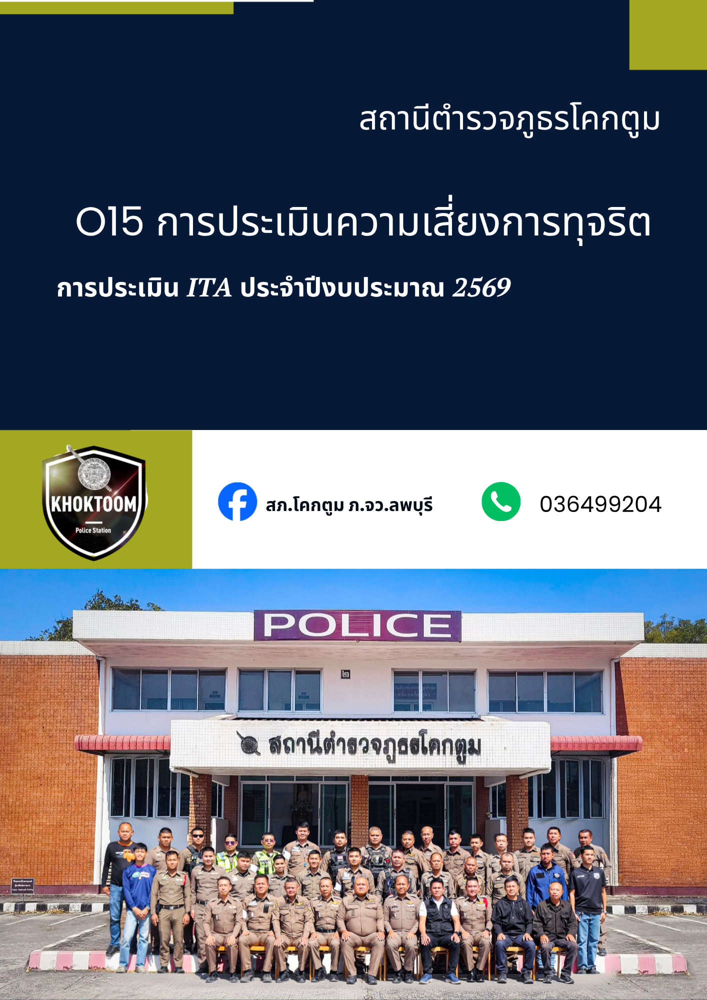 สถานีตำรวจภูธรโคกตูม
O15 การประเมินความเสี่ยงการทุจริต
การประเมิน ITA ประจำปีงบประมาณ 2569
KHOKTOOM
Police Station
สภ.โคกตูม ภ.จว.ลพบุรี
036499204
POLICE
สถานีตำรวจภูธรโคกตูม